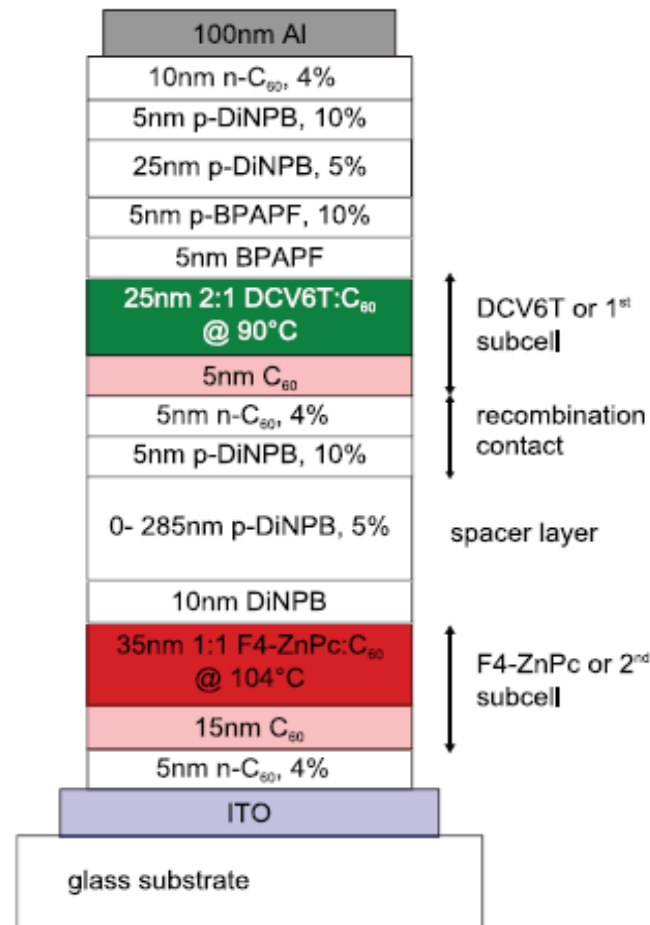 100nm Al
10nm n-C₆₀, 4%
5nm p-DiNPB, 10%
25nm p-DiNPB, 5%
5nm p-BPAPF, 10%
5nm BPAPF
25nm 2:1 DCV6T:C₆₀
@ 90°C
DCV6T or 1ˢᵗ
subcell
5nm C₆₀
5nm n-C₆₀, 4%
recombination
contact
5nm p-DiNPB, 10%
0- 285nm p-DiNPB, 5%
spacer layer
10nm DiNPB
35nm 1:1 F4-ZnPc:C₆₀
@ 104°C
F4-ZnPc or 2ⁿᵈ
subcell
15nm C₆₀
5nm n-C₆₀, 4%
ITO
glass substrate